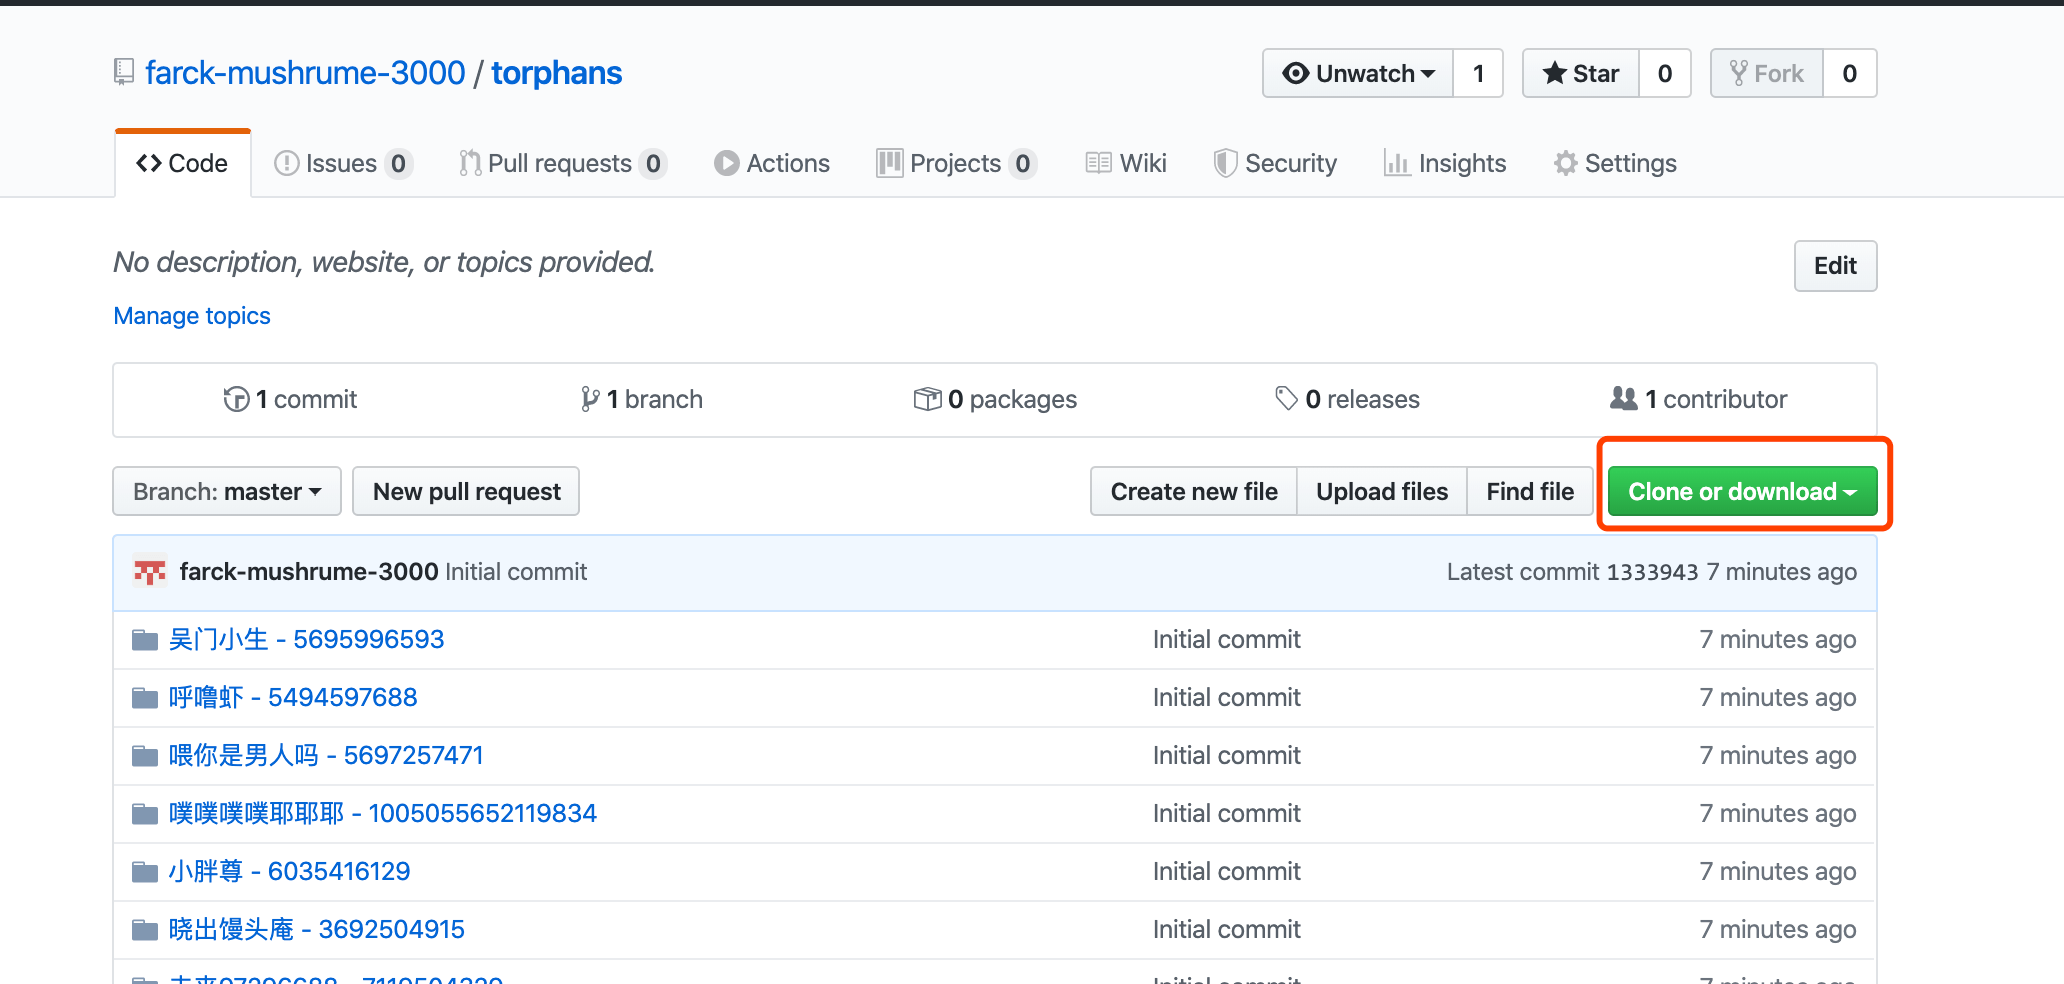 farck-mushrume-3000 / torphans
Unwatch 1 Star 0 Fork 0
Code Issues 0 Pull requests 0 Actions Projects 0 Wiki Security Insights Settings
No description, website, or topics provided.
Edit
Manage topics
1 commit 1 branch 0 packages 0 releases 1 contributor
Branch: master New pull request Create new file Upload files Find file Clone or download
farck-mushrume-3000 Initial commit Latest commit 1333943 7 minutes ago
吴门小生 - 5695996593 Initial commit 7 minutes ago
呼噜虾 - 5494597688 Initial commit 7 minutes ago
喂你是男人吗 - 5697257471 Initial commit 7 minutes ago
噗噗噗噗耶耶耶 - 1005055652119834 Initial commit 7 minutes ago
小胖尊 - 6035416129 Initial commit 7 minutes ago
晓出馒头庵 - 3692504915 Initial commit 7 minutes ago
Initial commit 7 minutes ago